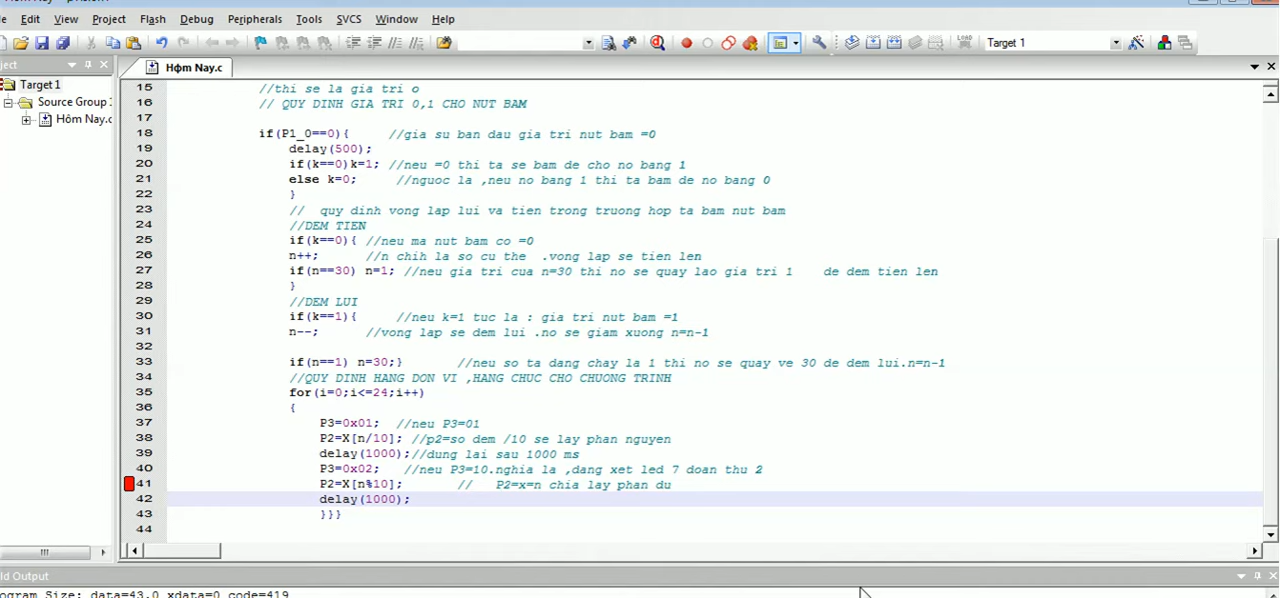 Edit View Project Flash Debug Peripherals Tools SVCS Window Help
LOAD Target 1
Target 1
Source Group
Hôm Nay.c
Hôm Nay.c
15 //thi se la gia tri o
16 // QUY DINH GIA TRI 0,1 CHO NUT BAM
17
18 if(P1_0==0){ //gia su ban dau gia tri nut bam =0
19 delay(500);
20 if(k==0)k=1; //neu =0 thi ta se bam de cho no bang 1
21 else k=0; //nguoc la ,neu no bang 1 thi ta bam de no bang 0
22 }
23 // quy dinh vong lap lui va tien trong truong hop ta bam nut bam
24 //DEM TIEN
25 if(k==0){ //neu ma nut bam co =0
26 n++; //n chih la so cu the .vong lap se tien len
27 if(n==30) n=1; //neu gia tri cua n=30 thi no se quay lao gia tri 1 de dem tien len
28 }
29 //DEM LUI
30 if(k==1){ //neu k=1 tuc la : gia tri nut bam =1
31 n--; //vong lap se dem lui .no se giam xuong n=n-1
32
33 if(n==1) n=30;} //neu so ta dang chay la 1 thi no se quay ve 30 de dem lui.n=n-1
34 //QUY DINH HANG DON VI ,HANG CHUC CHO CHUONG TRINH
35 for(i=0;i<=24;i++)
36 {
37 P3=0x01; //neu P3=01
38 P2=X[n/10]; //p2=so dem /10 se lay phan nguyen
39 delay(1000);//dung lai sau 1000 ms
40 P3=0x02; //neu P3=10.nghia la ,dang xet led 7 doan thu 2
41 P2=X[n%10]; // P2=x=n chia lay phan du
42 delay(1000);
43 }}}
44
ld Output
ogram Size: data=43.0 xdata=0 code=419